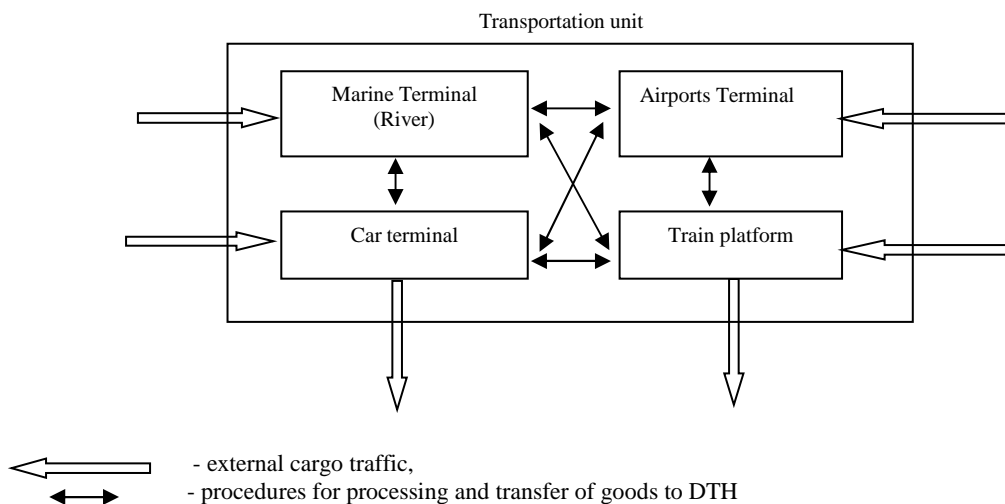 Transportation unit
Marine Terminal
(River)
Airports Terminal
Car terminal
Train platform
- external cargo traffic,
- procedures for processing and transfer of goods to DTH